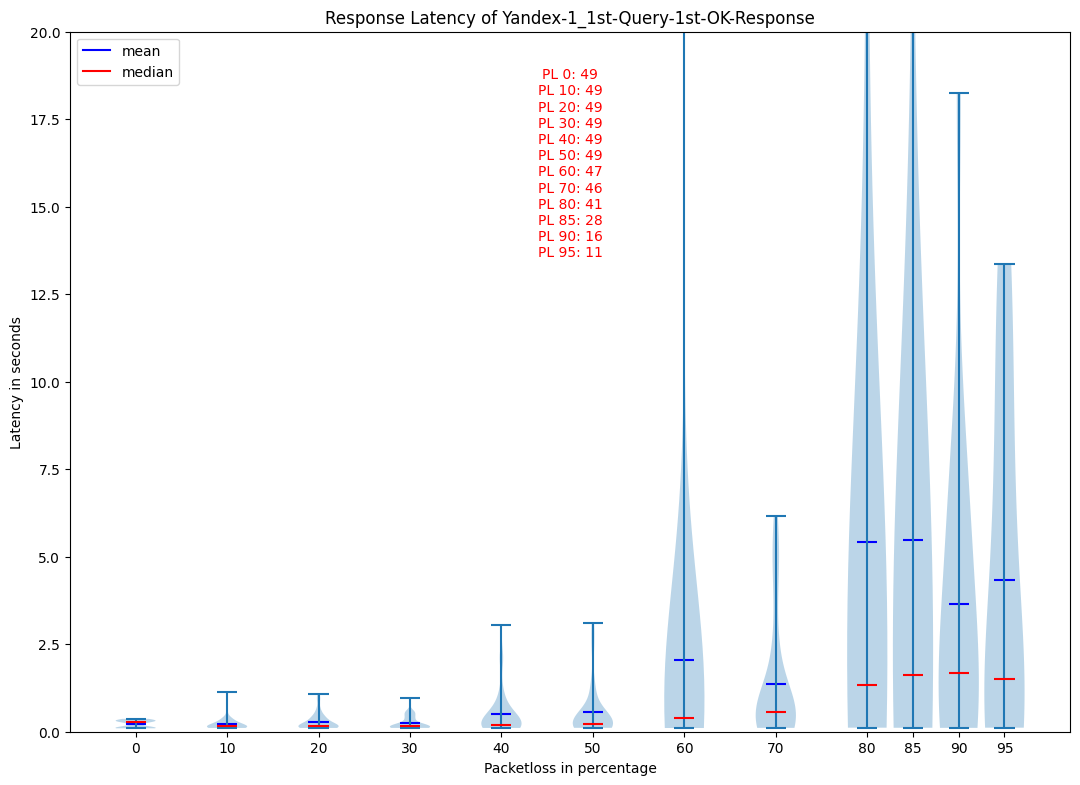 Response Latency of Yandex-1_1st-Query-1st-OK-Response
mean
median
PL 0: 49
PL 10: 49
PL 20: 49
PL 30: 49
PL 40: 49
PL 50: 49
PL 60: 47
PL 70: 46
PL 80: 41
PL 85: 28
PL 90: 16
PL 95: 11
Latency in seconds
20.0
17.5
15.0
12.5
10.0
7.5
5.0
2.5
0.0
0 10 20 30 40 50 60 70 80 85 90 95
Packetloss in percentage